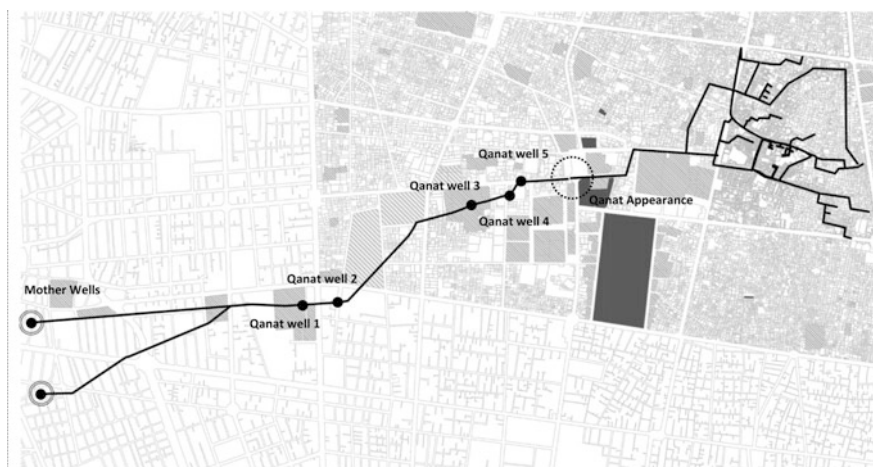 Qanat well 5
Qanat well 3
Qanat Appearance
Qanat well 4
Qanat well 2
Mother Wells
Qanat well 1